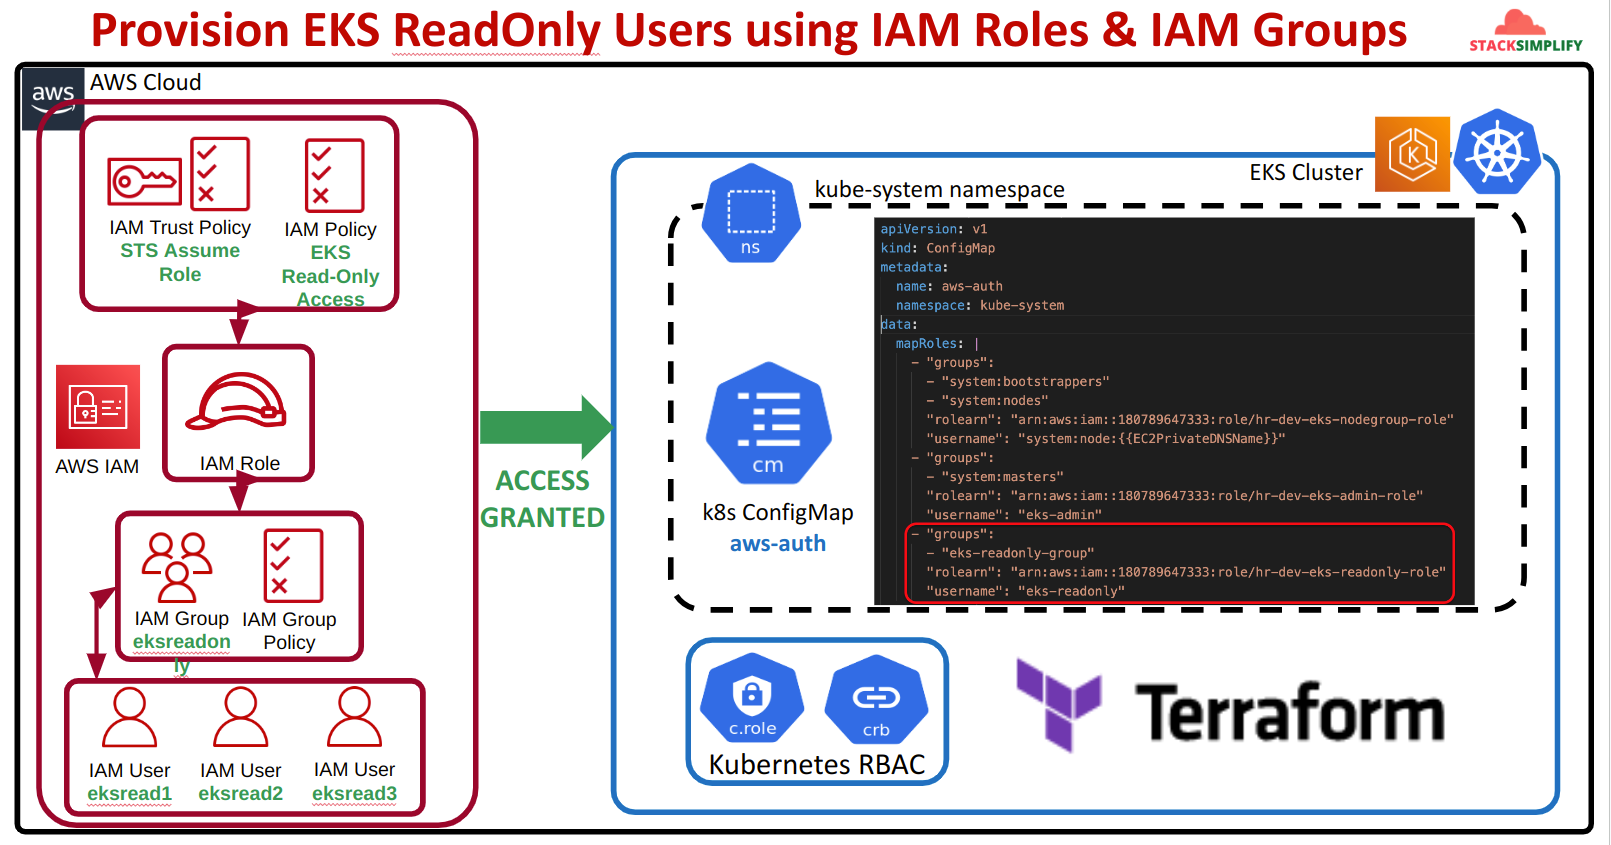 Provision EKS ReadOnly Users using IAM Roles & IAM Groups
STACKSIMPLIFY
aws
AWS Cloud
IAM Trust Policy
STS Assume
Role
IAM Policy
EKS
Read-Only
Access
IAM Role
AWS IAM
IAM Group
eksreadon
ly
IAM Group
Policy
IAM User
eksread1
IAM User
eksread2
IAM User
eksread3
ACCESS
GRANTED
EKS Cluster
K
ns
kube-system namespace
cm
k8s ConfigMap
aws-auth
apiVersion: v1
kind: ConfigMap
metadata:
  name: aws-auth
  namespace: kube-system
data:
  mapRoles: |
    - "groups":
      - "system:bootstrappers"
      - "system:nodes"
      "rolearn": "arn:aws:iam::180789647333:role/hr-dev-eks-nodegroup-role"
      "username": "system:node:{{EC2PrivateDNSName}}"
    - "groups":
      - "system:masters"
      "rolearn": "arn:aws:iam::180789647333:role/hr-dev-eks-admin-role"
      "username": "eks-admin"
    - "groups":
      - "eks-readonly-group"
      "rolearn": "arn:aws:iam::180789647333:role/hr-dev-eks-readonly-role"
      "username": "eks-readonly"
c.role
crb
Kubernetes RBAC
Terraform